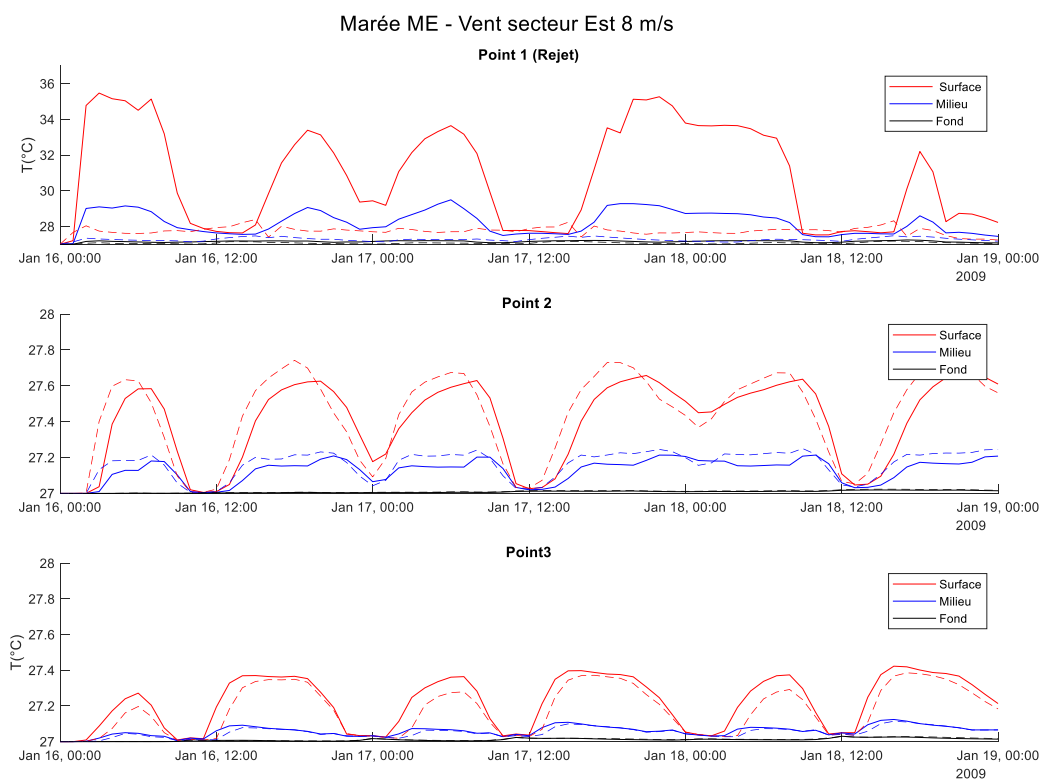 Marée ME - Vent secteur Est 8 m/s
Point 1 (Rejet)
T(°C)
36
34
32
30
28
Surface
Milieu
Fond
Jan 16, 00:00 Jan 16, 12:00 Jan 17, 00:00 Jan 17, 12:00 Jan 18, 00:00 Jan 18, 12:00 Jan 19, 00:00
2009
Point 2
28
27.8
27.6
27.4
27.2
27
Surface
Milieu
Fond
Jan 16, 00:00 Jan 16, 12:00 Jan 17, 00:00 Jan 17, 12:00 Jan 18, 00:00 Jan 18, 12:00 Jan 19, 00:00
2009
Point3
T(°C)
28
27.8
27.6
27.4
27.2
27
Surface
Milieu
Fond
Jan 16, 00:00 Jan 16, 12:00 Jan 17, 00:00 Jan 17, 12:00 Jan 18, 00:00 Jan 18, 12:00 Jan 19, 00:00
2009